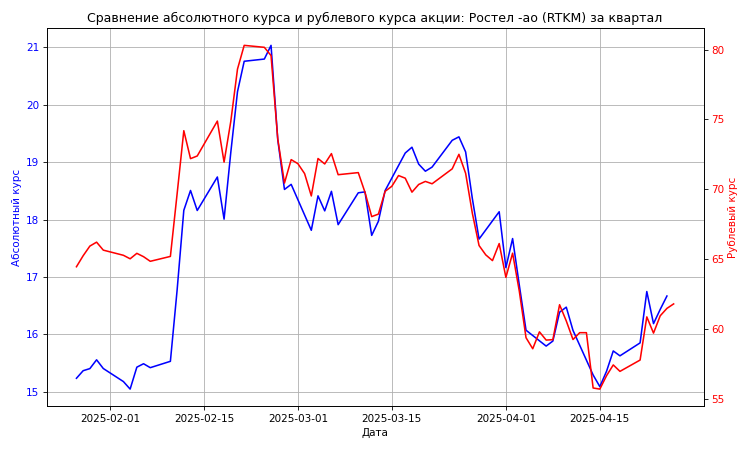 Сравнение абсолютного курса и рублевого курса акции: Ростел -ао (RTKM) за квартал
21
20
19
18
17
16
15
Абсолютный курс
80
75
70
65
60
55
Рублевый курс
2025-02-01 2025-02-15 2025-03-01 2025-03-15 2025-04-01 2025-04-15
Дата